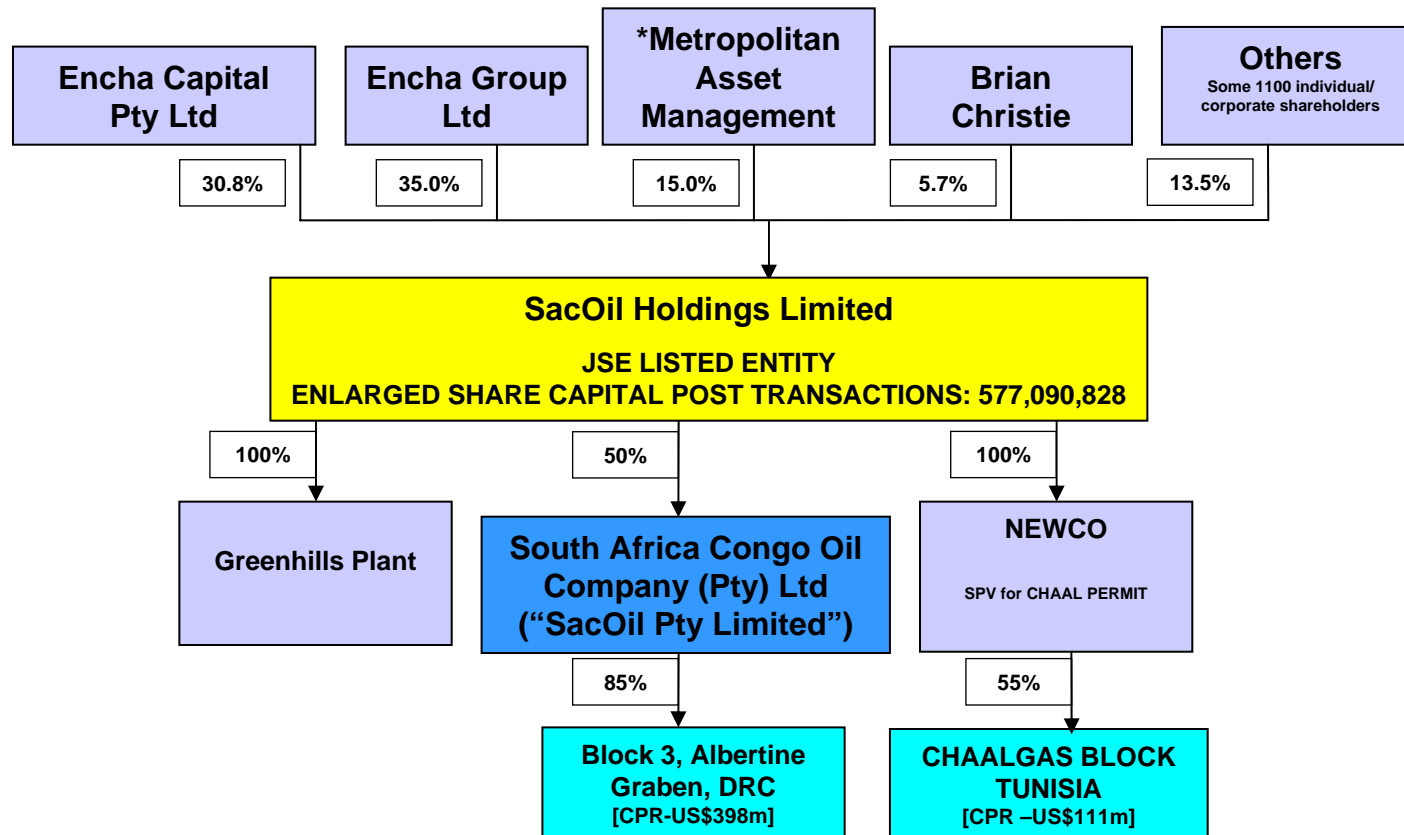 Encha Capital
Pty Ltd
Encha Group
Ltd
*Metropolitan
Asset
Management
Brian
Christie
Others
Some 1100 individual/
corporate shareholders
30.8%
35.0%
15.0%
5.7%
13.5%
SacOil Holdings Limited
JSE LISTED ENTITY
ENLARGED SHARE CAPITAL POST TRANSACTIONS: 577,090,828
100%
50%
100%
Greenhills Plant
South Africa Congo Oil
Company (Pty) Ltd
(“SacOil Pty Limited”)
NEWCO
SPV for CHAAL PERMIT
85%
55%
Block 3, Albertine
Graben, DRC
[CPR-US$398m]
CHAALGAS BLOCK
TUNISIA
[CPR –US$111m]